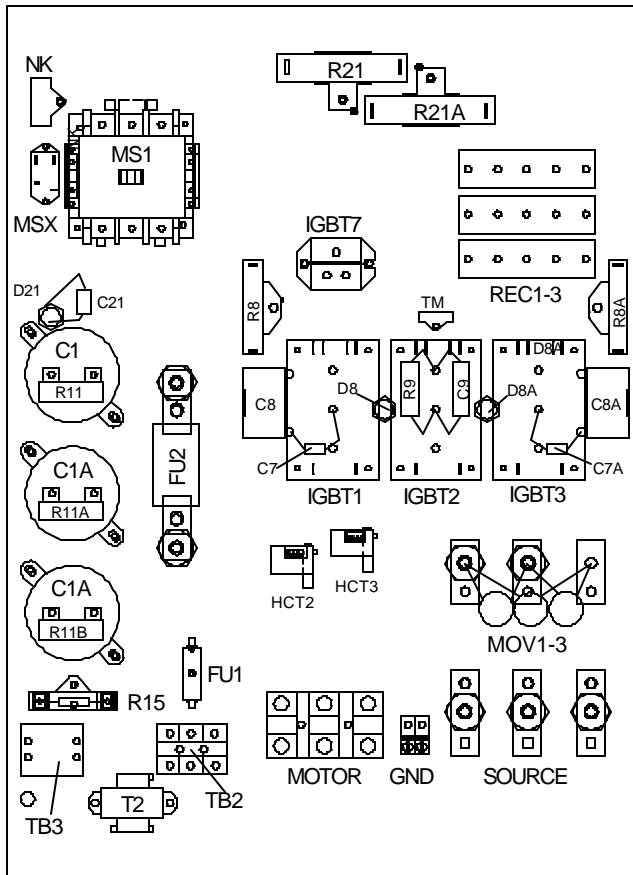 NK
R21
R21A
MS1
MSX
IGBT7
REC1-3
D21
C21
R8
TM
R8A
C1
R11
D8A
C8
D8
R9
C9
D8A
C8A
C7
C7A
FU2
IGBT1
IGBT2
IGBT3
C1A
R11A
HCT2
HCT3
C1A
R11B
MOV1-3
FU1
R15
MOTOR
GND
SOURCE
TB3
T2
TB2